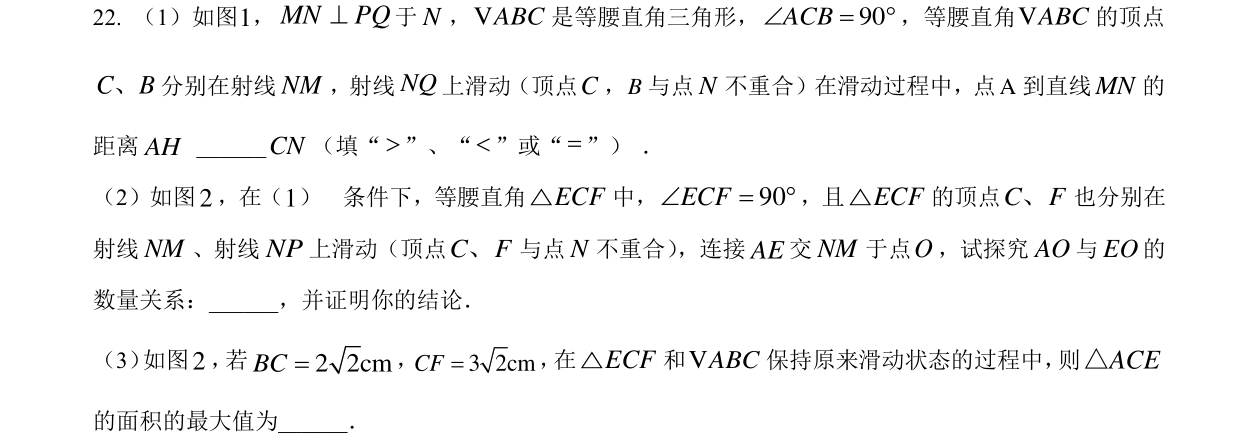 22. （1）如图1，MN⊥PQ于N，VABC是等腰直角三角形，∠ACB=90°，等腰直角VABC的顶点
C、B分别在射线NM，射线NQ上滑动（顶点C，B与点N不重合）在滑动过程中，点A到直线MN的
距离AH ______CN（填“>”、“<”或“=”）．
（2）如图2，在（1） 条件下，等腰直角△ECF中，∠ECF=90°，且△ECF的顶点C、F也分别在
射线NM、射线NP上滑动（顶点C、F与点N不重合），连接AE交NM于点O，试探究AO与EO的
数量关系：______，并证明你的结论．
（3）如图2，若BC=2√2cm，CF=3√2cm，在△ECF和VABC保持原来滑动状态的过程中，则△ACE
的面积的最大值为______．